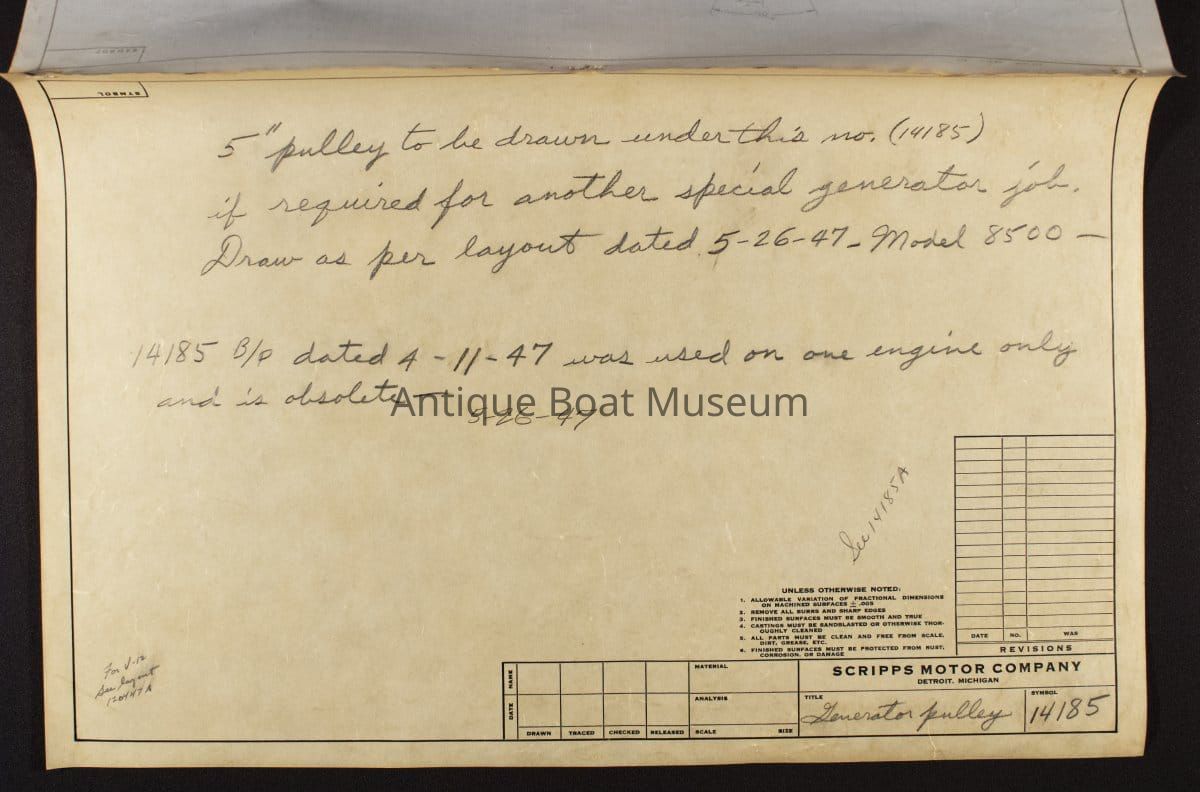 SYMBOL
5" pulley to be drawn under this no. (14185)
if required for another special generator job.
Draw as per layout dated 5-26-47 - Model 8500 -
14185 B/P dated 4-11-47 was used on one engine only
and is obsolete -
5-26-47
Antique Boat Museum
See 14185A
For V-12
See layout
UNLESS OTHERWISE NOTED:
1. ALLOWABLE VARIATION OF FRACTIONAL DIMENSIONS
ON MACHINED SURFACES ± .005
2. REMOVE ALL BURRS AND SHARP EDGES
3. FINISHED SURFACES MUST BE SMOOTH AND TRUE
4. CASTINGS MUST BE SANDBLASTED OR OTHERWISE THOR-
OUGHLY CLEANED
5. ALL PARTS MUST BE CLEAN AND FREE FROM SCALE,
DIRT, GREASE, ETC.
6. FINISHED SURFACES MUST BE PROTECTED FROM RUST,
CORROSION, OR DAMAGE
DATE NO. WAS
REVISIONS
NAME
DATE
DRAWN TRACED CHECKED RELEASED
MATERIAL
ANALYSIS
SCALE SIZE
SCRIPPS MOTOR COMPANY
DETROIT, MICHIGAN
TITLE
Generator pulley
SYMBOL
14185